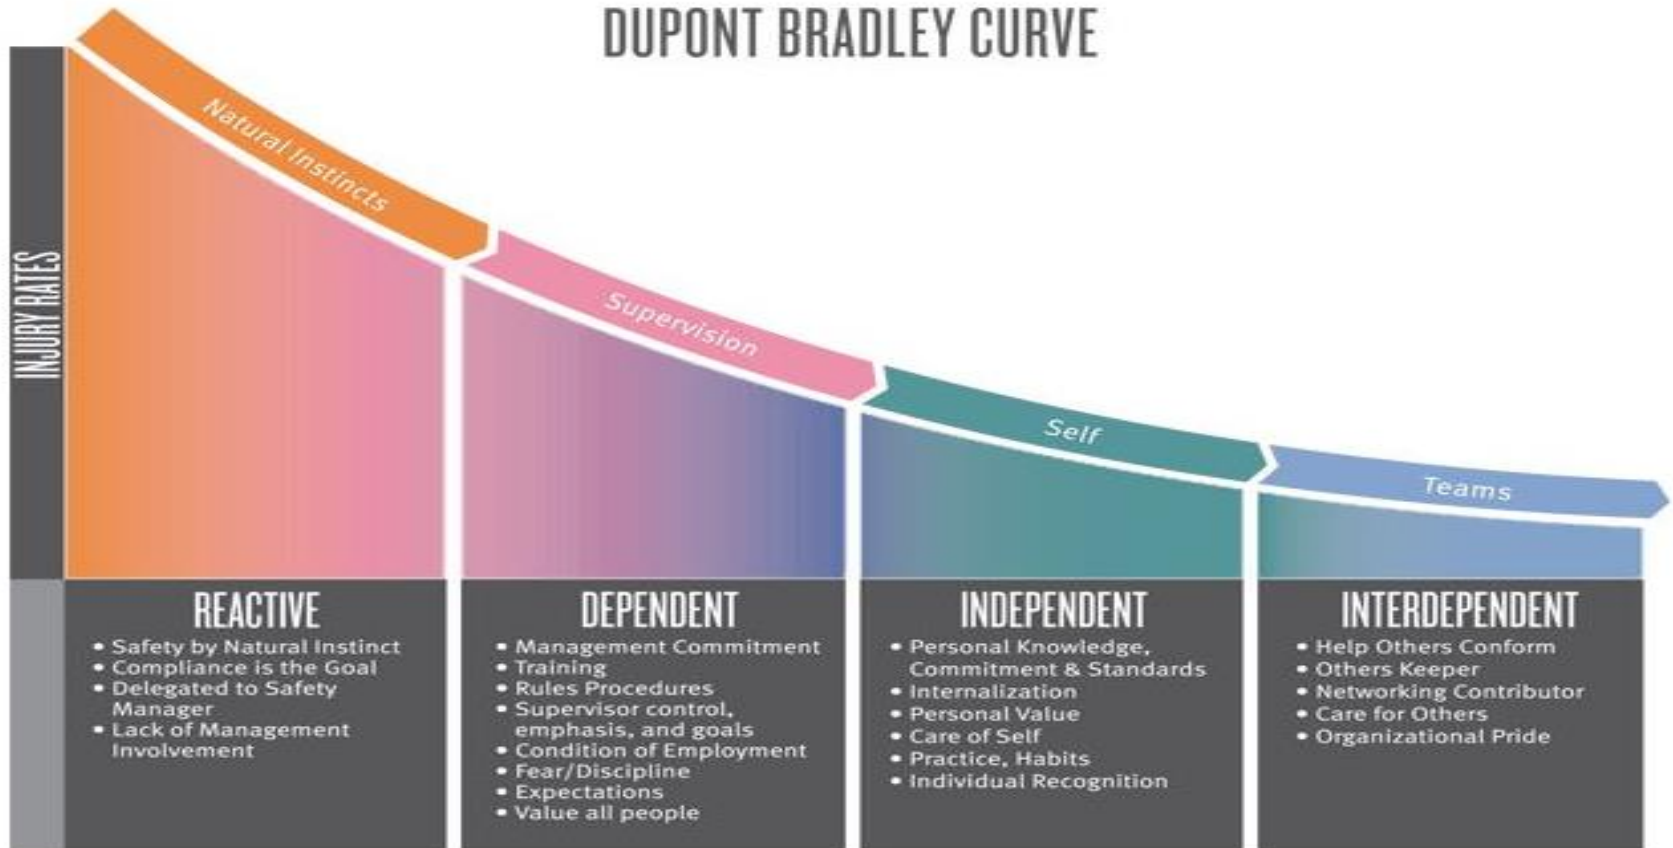 DUPONT BRADLEY CURVE
Natural Instincts
Supervision
Self
Teams
INJURY RATES
REACTIVE
• Safety by Natural Instinct
• Compliance is the Goal
• Delegated to Safety
Manager
• Lack of Management
Involvement
DEPENDENT
• Management Commitment
• Training
• Rules Procedures
• Supervisor control,
emphasis, and goals
• Condition of Employment
• Fear/Discipline
• Expectations
• Value all people
INDEPENDENT
• Personal Knowledge,
Commitment & Standards
• Internalization
• Personal Value
• Care of Self
• Practice, Habits
• Individual Recognition
INTERDEPENDENT
• Help Others Conform
• Others Keeper
• Networking Contributor
• Care for Others
• Organizational Pride